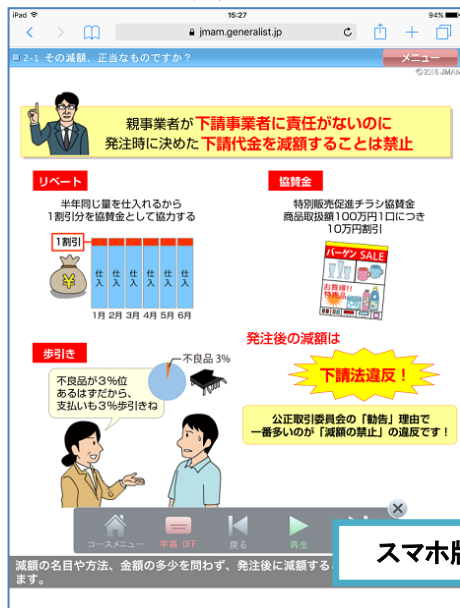 iPad
15:27
94%
jmam.generalist.jp
2-1 その減額、正当なものですか?
メニュー
©2015 JMAM
親事業者が下請事業者に責任がないのに
発注時に決めた下請代金を減額することは禁止
リベート
半年同じ量を仕入れるから
1割引分を協賛金として協力する
1割引
仕入 仕入 仕入 仕入 仕入 仕入
1月 2月 3月 4月 5月 6月
協賛金
特別販売促進チラシ協賛金
商品取扱額100万円1口につき
10万円割引
バーゲン SALE
お買得!!
特売品
歩引き
不良品 3%
不良品が3%位
あるはずだから、
支払いも3%歩引きね
発注後の減額は
下請法違反!
公正取引委員会の「勧告」理由で
一番多いのが「減額の禁止」の違反です!
コースメニュー
字幕 OFF
戻る
再生
スマホ版
減額の名目や方法、金額の多少を問わず、発注後に減額する
ます。